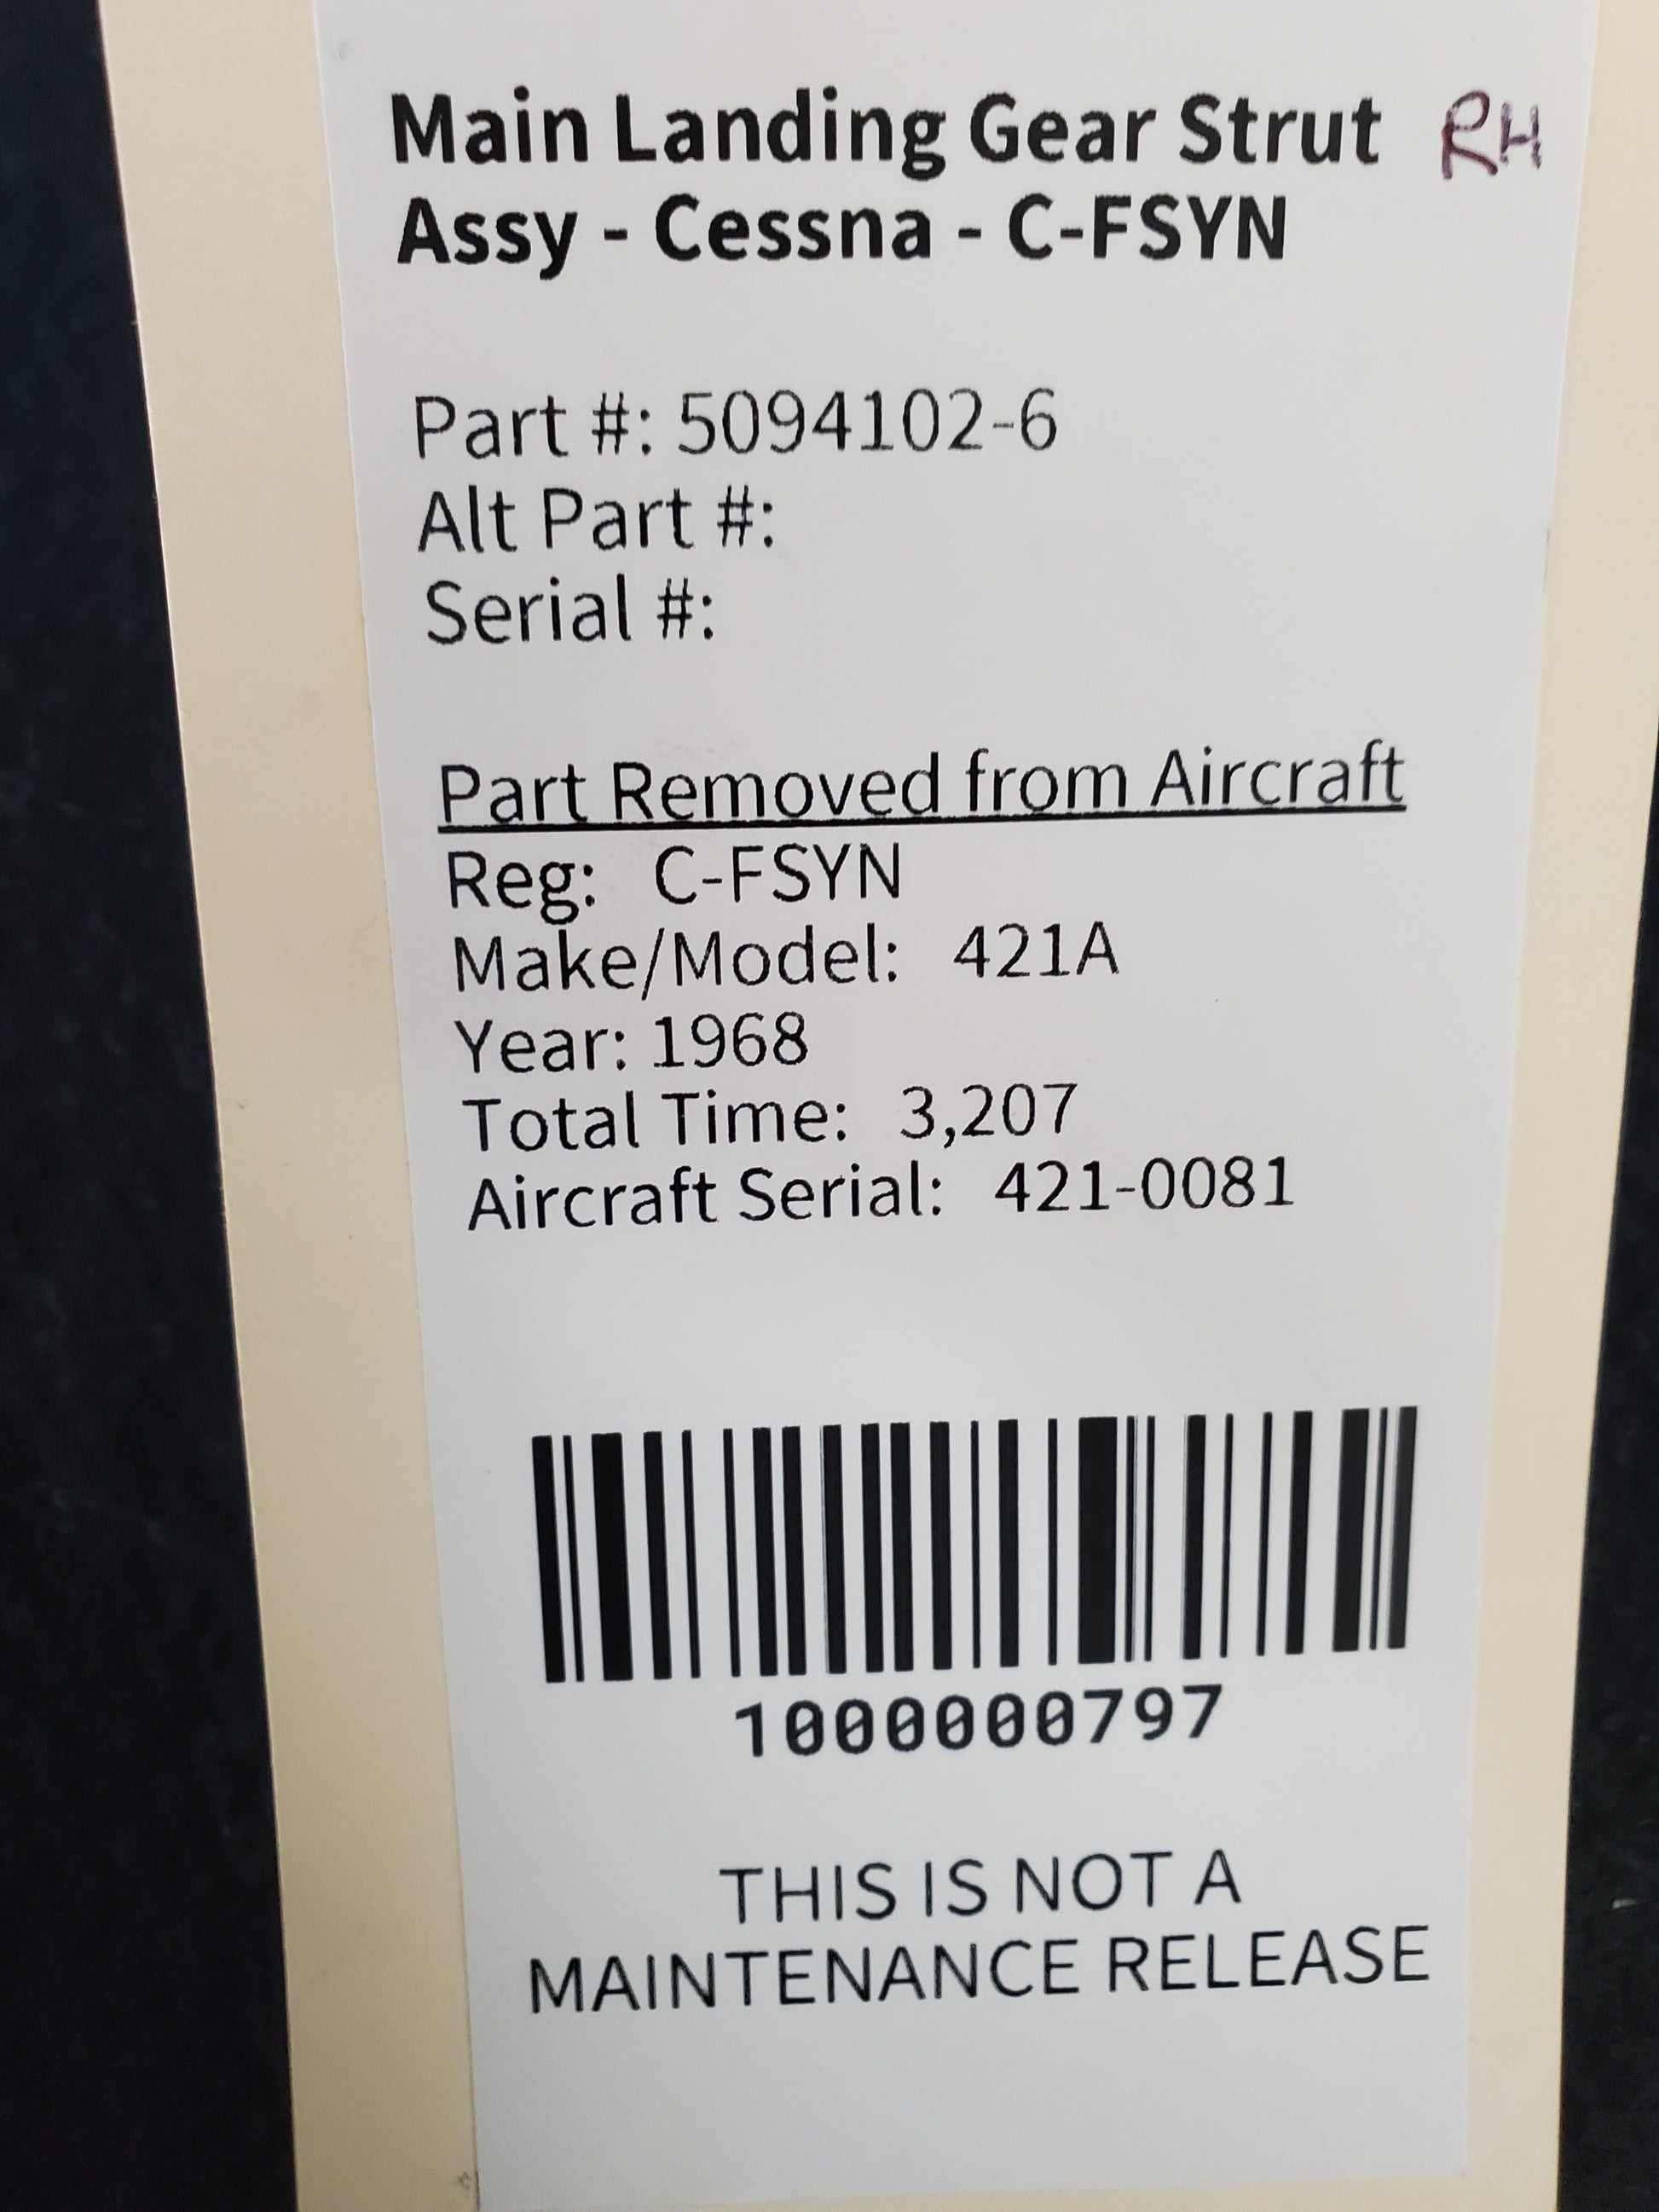 Main Landing Gear Strut RH
Assy - Cessna - C-FSYN
Part #: 5094102-6
Alt Part #:
Serial #:
Part Removed from Aircraft
Reg: C-FSYN
Make/Model: 421A
Year: 1968
Total Time: 3,207
Aircraft Serial: 421-0081
1000000797
THIS IS NOT A
MAINTENANCE RELEASE